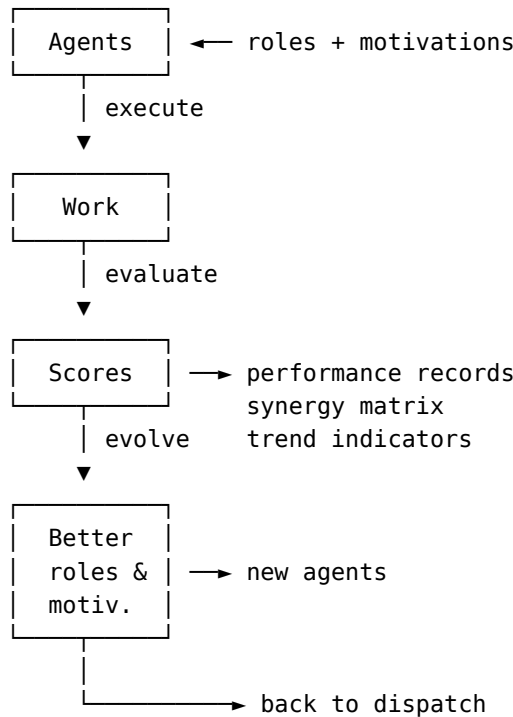 Agents ← roles + motivations
execute
Work
evaluate
Scores → performance records
synergy matrix
evolve trend indicators
Better
roles & → new agents
motiv.
back to dispatch